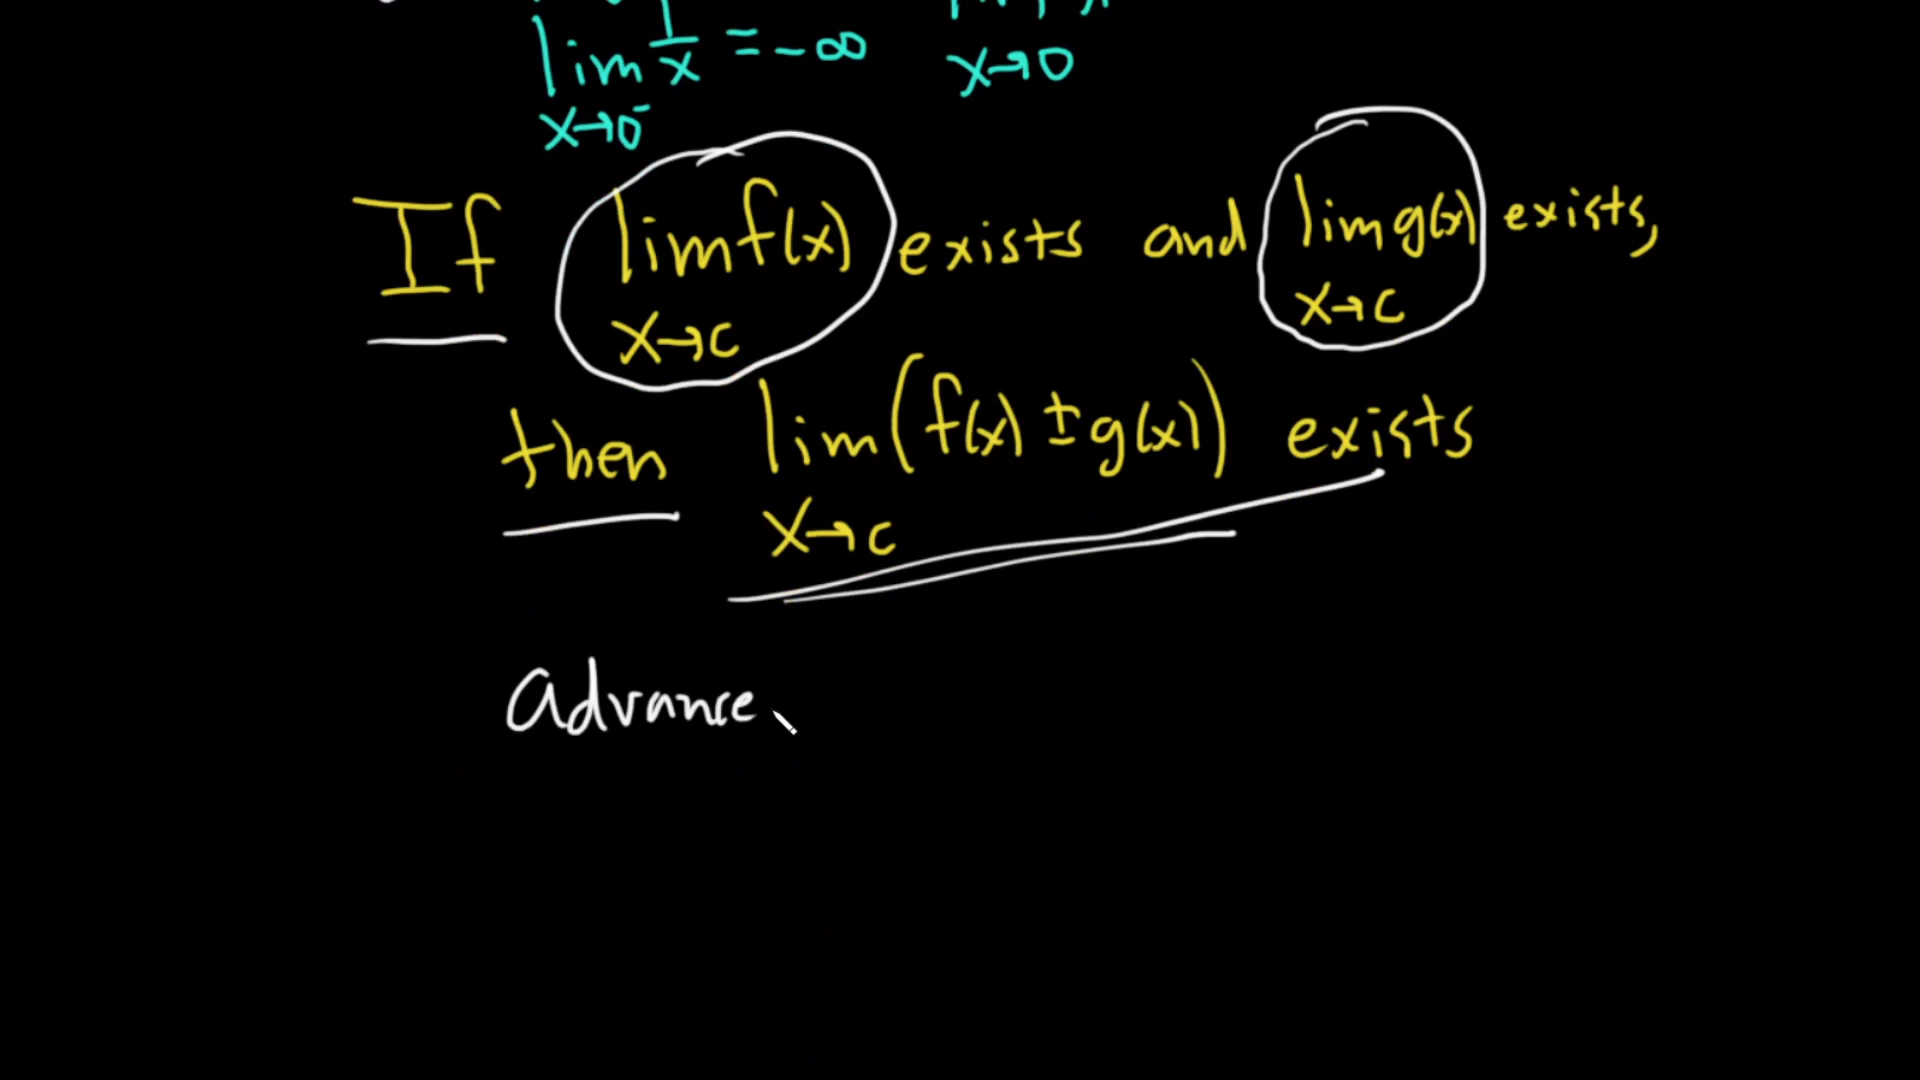 lim 1/x = -∞
x→0⁻ x→0
If lim f(x) exists and lim g(x) exists,
x→c x→c
then lim (f(x) ± g(x)) exists
x→c
advance